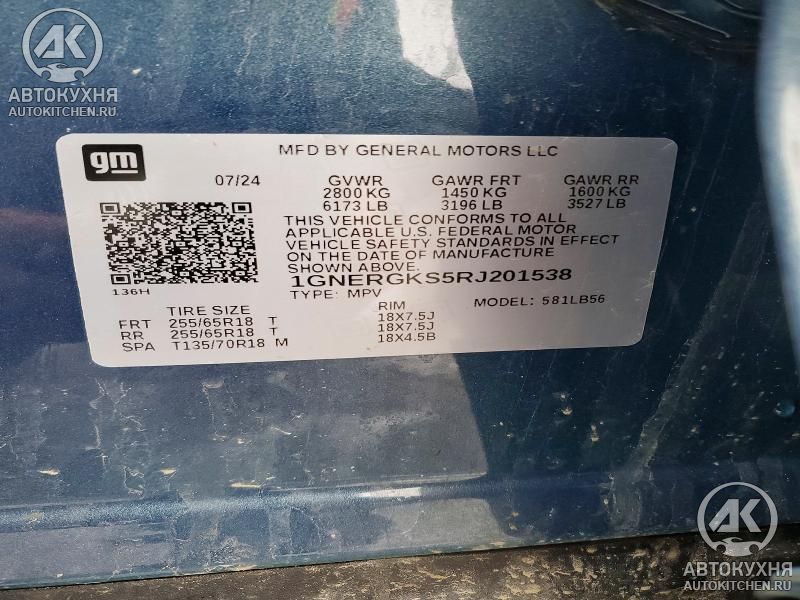 AK
АВТОКУХНЯ
AUTOKITCHEN.RU
gm
MFD BY GENERAL MOTORS LLC
07/24 GVWR GAWR FRT GAWR RR
2800 KG 1450 KG 1600 KG
6173 LB 3196 LB 3527 LB
THIS VEHICLE CONFORMS TO ALL
APPLICABLE U.S. FEDERAL MOTOR
VEHICLE SAFETY STANDARDS IN EFFECT
ON THE DATE OF MANUFACTURE
SHOWN ABOVE.
1GNERGKS5RJ201538
136H
TYPE: MPV MODEL: 581LB56
TIRE SIZE RIM
FRT 255/65R18 T 18X7.5J
RR 255/65R18 T 18X7.5J
SPA T135/70R18 M 18X4.5B
AK
АВТОКУХНЯ
AUTOKITCHEN.RU